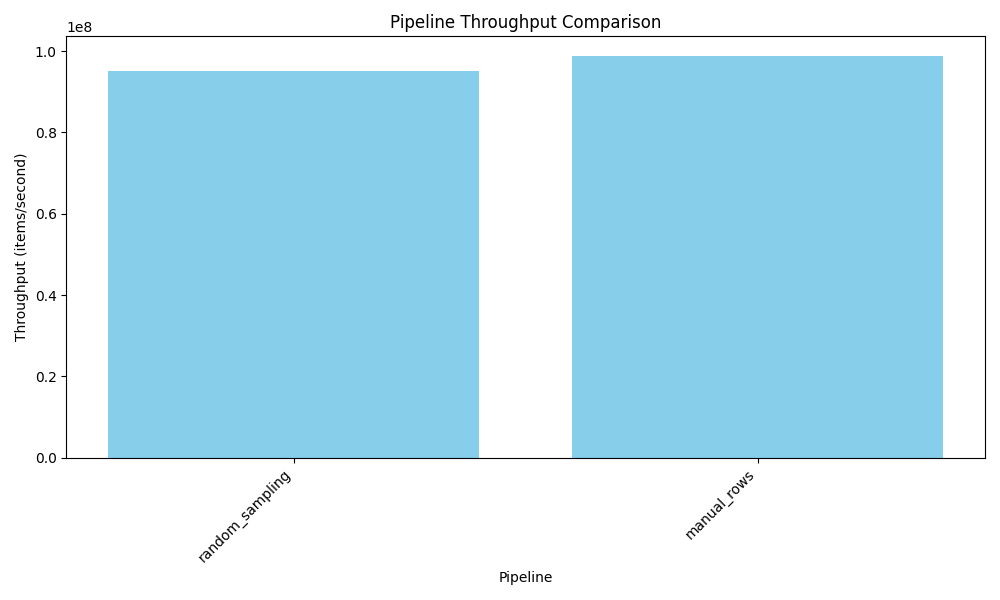 Pipeline Throughput Comparison
1e8
1.0
0.8
0.6
0.4
0.2
0.0
Throughput (items/second)
random_sampling
manual_rows
Pipeline